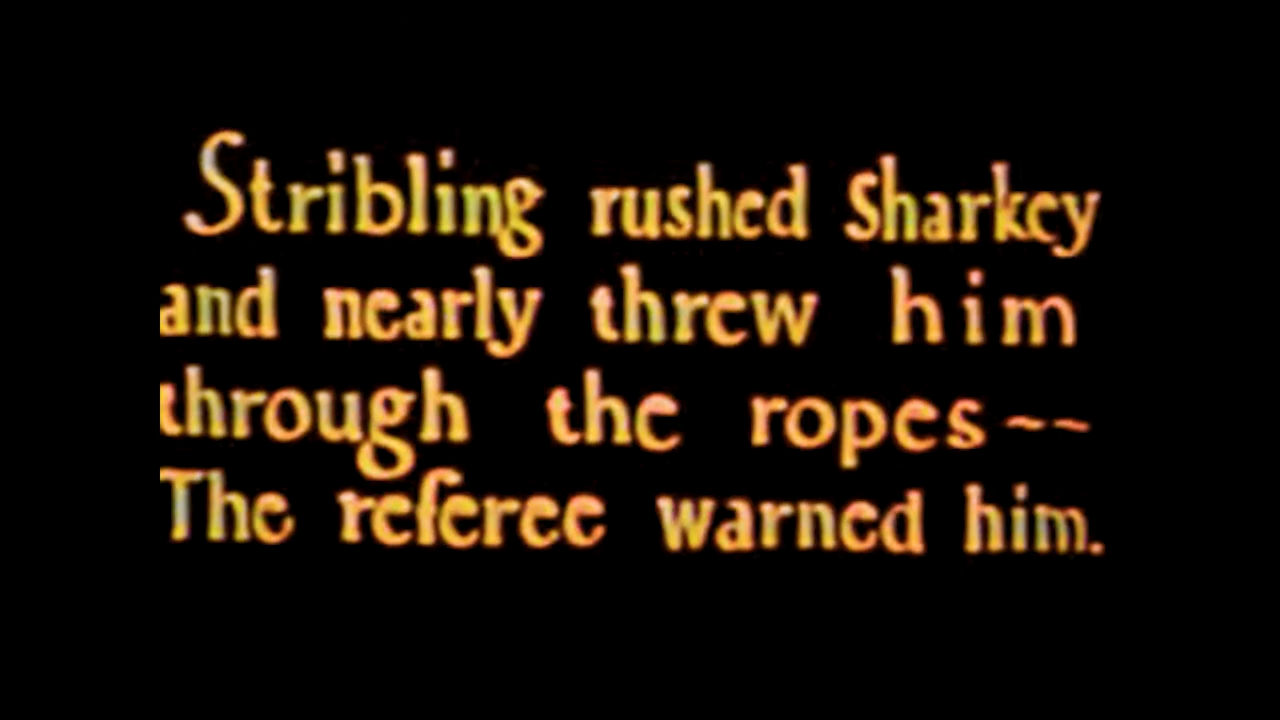 Stribling rushed Sharkey
and nearly threw him
through the ropes~~
The referee warned him.